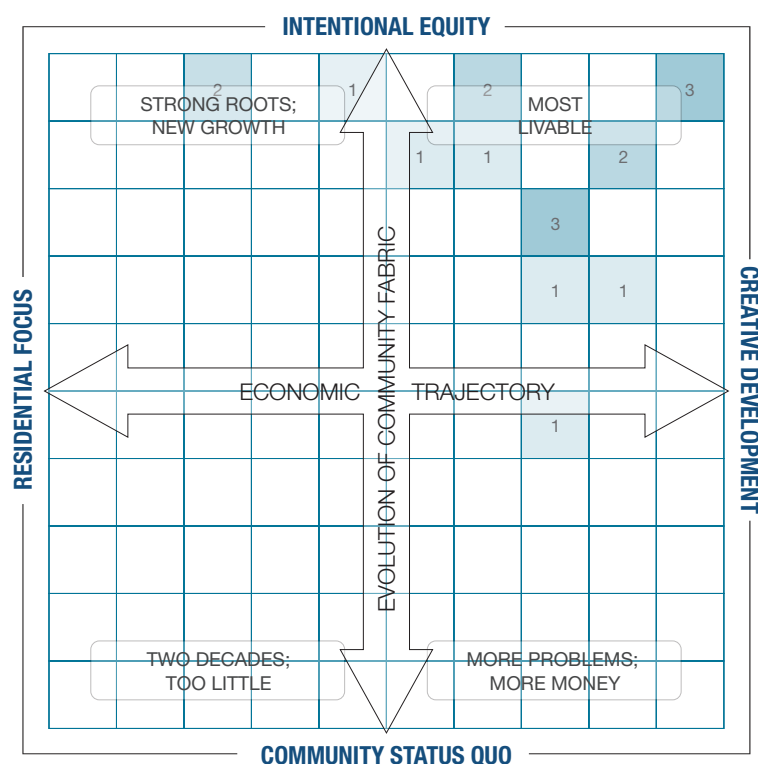 INTENTIONAL EQUITY
2
1
2
3
STRONG ROOTS;
NEW GROWTH
MOST
LIVABLE
1
1
2
3
1
1
RESIDENTIAL FOCUS
EVOLUTION OF COMMUNITY FABRIC
CREATIVE DEVELOPMENT
ECONOMIC TRAJECTORY
1
TWO DECADES;
TOO LITTLE
MORE PROBLEMS;
MORE MONEY
COMMUNITY STATUS QUO